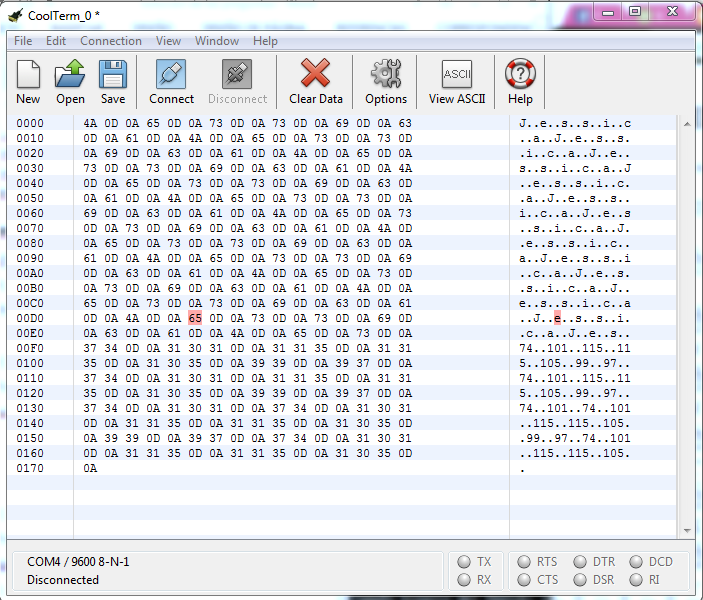 CoolTerm_0 *
File Edit Connection View Window Help
ASCII
New Open Save Connect Disconnect Clear Data Options View ASCII Help
0000 4A 0D 0A 65 0D 0A 73 0D 0A 73 0D 0A 69 0D 0A 63 J..e..s..s..i..c
0010 0D 0A 61 0D 0A 4A 0D 0A 65 0D 0A 73 0D 0A 73 0D ..a..J..e..s..s.
0020 0A 69 0D 0A 63 0D 0A 61 0D 0A 4A 0D 0A 65 0D 0A .i..c..a..J..e..
0030 73 0D 0A 73 0D 0A 69 0D 0A 63 0D 0A 61 0D 0A 4A s..s..i..c..a..J
0040 0D 0A 65 0D 0A 73 0D 0A 73 0D 0A 69 0D 0A 63 0D ..e..s..s..i..c.
0050 0A 61 0D 0A 4A 0D 0A 65 0D 0A 73 0D 0A 73 0D 0A .a..J..e..s..s..
0060 69 0D 0A 63 0D 0A 61 0D 0A 4A 0D 0A 65 0D 0A 73 i..c..a..J..e..s
0070 0D 0A 73 0D 0A 69 0D 0A 63 0D 0A 61 0D 0A 4A 0D ..s..i..c..a..J.
0080 0A 65 0D 0A 73 0D 0A 73 0D 0A 69 0D 0A 63 0D 0A .e..s..s..i..c..
0090 61 0D 0A 4A 0D 0A 65 0D 0A 73 0D 0A 73 0D 0A 69 a..J..e..s..s..i
00A0 0D 0A 63 0D 0A 61 0D 0A 4A 0D 0A 65 0D 0A 73 0D ..c..a..J..e..s.
00B0 0A 73 0D 0A 69 0D 0A 63 0D 0A 61 0D 0A 4A 0D 0A .s..i..c..a..J..
00C0 65 0D 0A 73 0D 0A 73 0D 0A 69 0D 0A 63 0D 0A 61 e..s..s..i..c..a
00D0 0D 0A 4A 0D 0A 65 0D 0A 73 0D 0A 73 0D 0A 69 0D ..J..e..s..s..i.
00E0 0A 63 0D 0A 61 0D 0A 4A 0D 0A 65 0D 0A 73 0D 0A .c..a..J..e..s..
00F0 37 34 0D 0A 31 30 31 0D 0A 31 31 35 0D 0A 31 31 74..101..115..11
0100 35 0D 0A 31 30 35 0D 0A 39 39 0D 0A 39 37 0D 0A 5..105..99..97..
0110 37 34 0D 0A 31 30 31 0D 0A 31 31 35 0D 0A 31 31 74..101..115..11
0120 35 0D 0A 31 30 35 0D 0A 39 39 0D 0A 39 37 0D 0A 5..105..99..97..
0130 37 34 0D 0A 31 30 31 0D 0A 37 34 0D 0A 31 30 31 74..101..74..101
0140 0D 0A 31 31 35 0D 0A 31 31 35 0D 0A 31 30 35 0D ..115..115..105.
0150 0A 39 39 0D 0A 39 37 0D 0A 37 34 0D 0A 31 30 31 .99..97..74..101
0160 0D 0A 31 31 35 0D 0A 31 31 35 0D 0A 31 30 35 0D ..115..115..105.
0170 0A .
COM4 / 9600 8-N-1 TX RTS DTR DCD
Disconnected RX CTS DSR RI